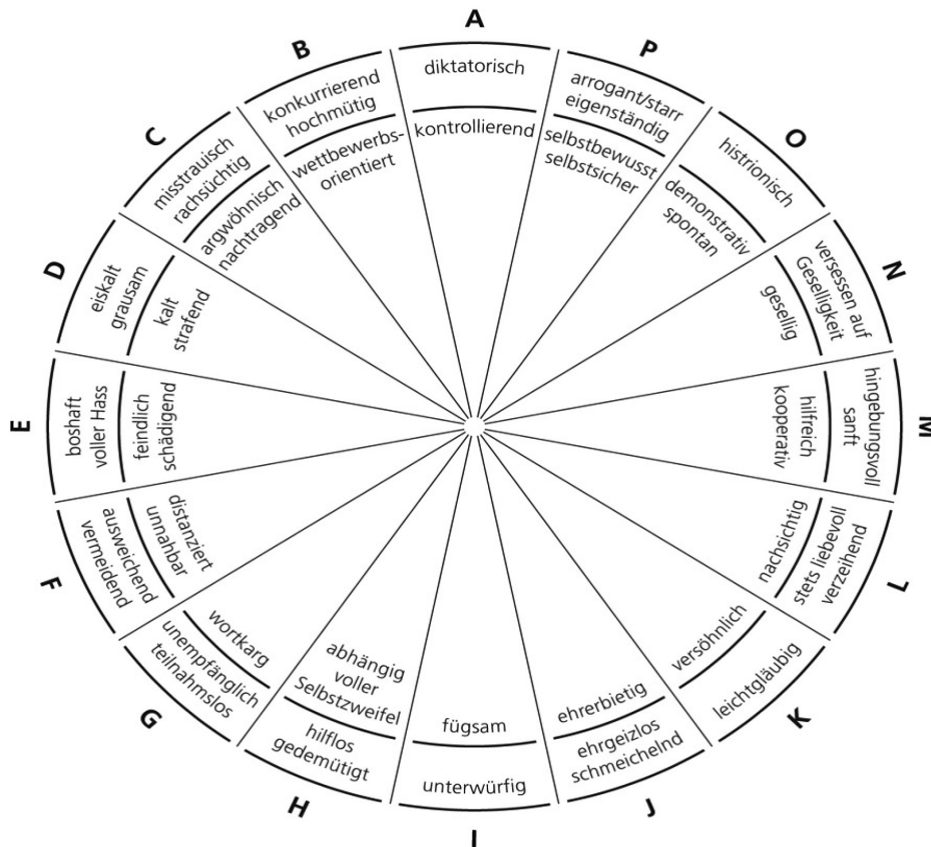 A
diktatorisch
kontrollierend
B
konkurrierend
hochmütig
wettbewerbs-
orientiert
C
misstrauisch
rachsüchtig
argwöhnisch
nachtragend
D
eiskalt
grausam
kalt
strafend
E
boshaft
voller Hass
feindlich
schädigend
F
distanziert
unnahbar
ausweichend
vermeidend
G
wortkarg
unempfänglich
teilnahmslos
H
abhängig
voller
Selbstzweifel
hilflos
gedemütigt
I
fügsam
unterwürfig
J
ehrerbietig
ehrgeizlos
schmeichelnd
K
versöhnlich
leichtgläubig
L
nachsichtig
stets liebevoll
verzeihend
M
hingebungsvoll
sanft
hilfreich
kooperativ
N
versessen auf
Geselligkeit
gesellig
O
histrionisch
demonstrativ
spontan
P
arrogant/starr
eigenständig
selbstbewusst
selbstsicher